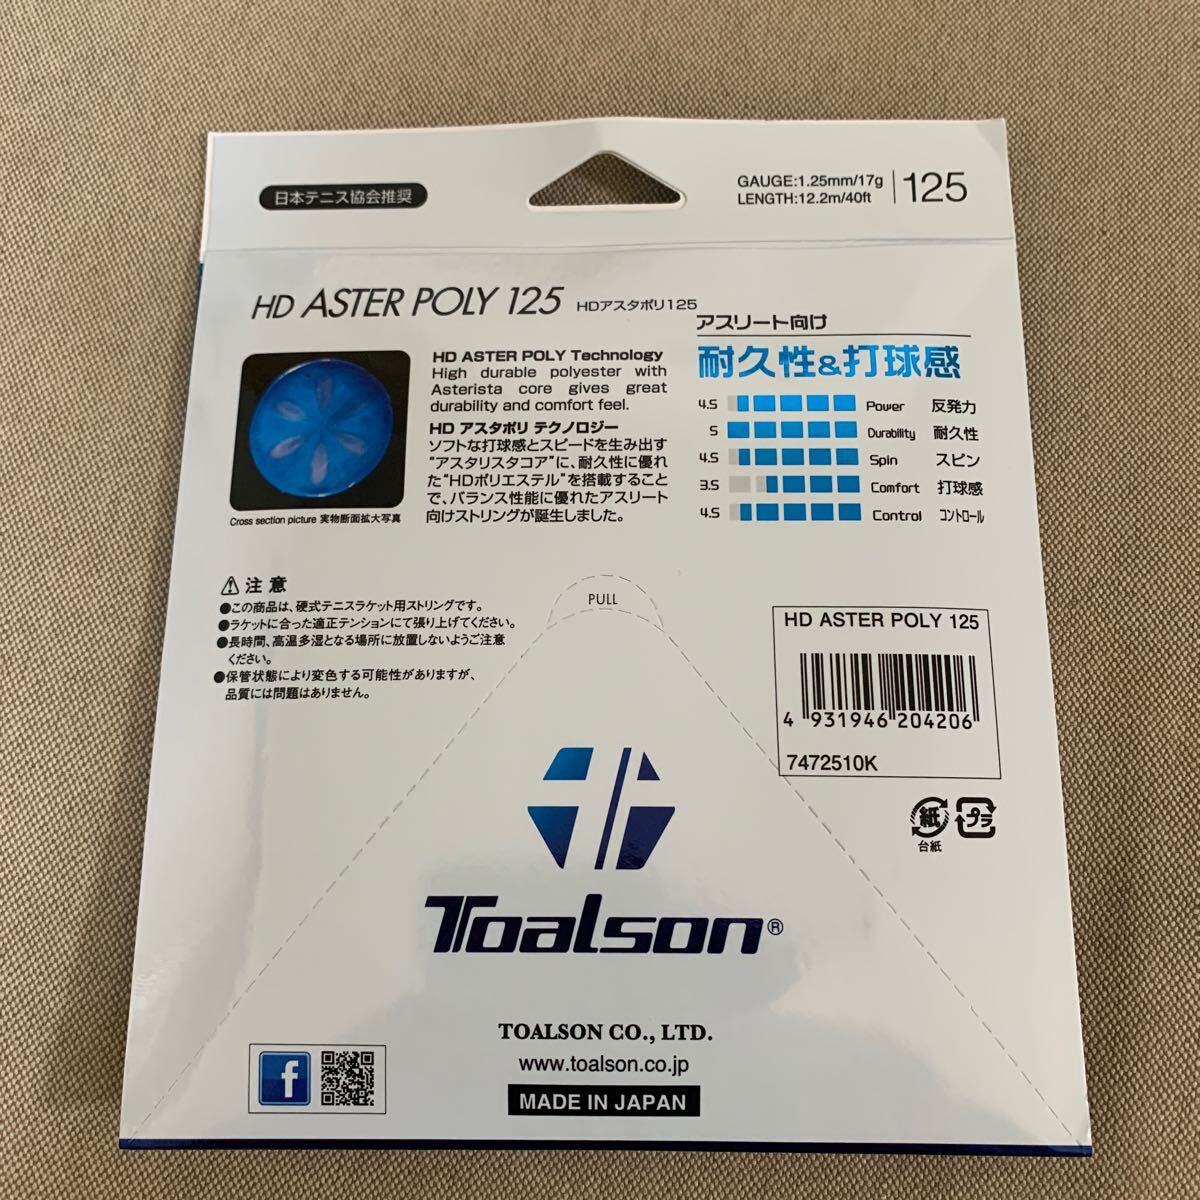 日本テニス協会推奨
GAUGE:1.25mm/17g
LENGTH:12.2m/40ft
125
HD ASTER POLY 125 HDアスタポリ125
HD ASTER POLY Technology
High durable polyester with
Asterista core gives great
durability and comfort feel.
HD アスタポリ テクノロジー
ソフトな打球感とスピードを生み出す
“アスタリスタコア”に、耐久性に優れ
た“HDポリエステル”を搭載すること
で、バランス性能に優れたアスリート
向けストリングが誕生しました。
Cross section picture 実物断面拡大写真
アスリート向け
耐久性&打球感
4.5 Power 反発力
5 Durability 耐久性
4.5 Spin スピン
3.5 Comfort 打球感
4.5 Control コントロール
注意
●この商品は、硬式テニスラケット用ストリングです。
●ラケットに合った適正テンションにて張り上げてください。
●長時間、高温多湿となる場所に放置しないようご注意
ください。
●保管状態により変色する可能性がありますが、
品質には問題はありません。
PULL
HD ASTER POLY 125
4 931946 204206
7472510K
紙 プラ
台紙
Toalson®
TOALSON CO., LTD.
www.toalson.co.jp
MADE IN JAPAN
f